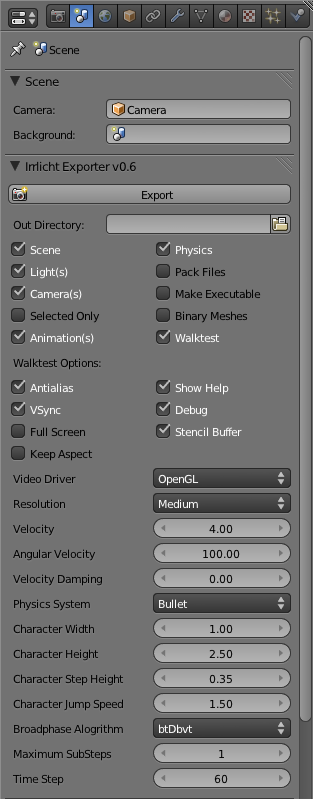 Scene
Scene
Camera: Camera
Background:
Irrlicht Exporter v0.6
Export
Out Directory:
Scene Physics
Light(s) Pack Files
Camera(s) Make Executable
Selected Only Binary Meshes
Animation(s) Walktest
Walktest Options:
Antialias Show Help
VSync Debug
Full Screen Stencil Buffer
Keep Aspect
Video Driver OpenGL
Resolution Medium
Velocity 4.00
Angular Velocity 100.00
Velocity Damping 0.00
Physics System Bullet
Character Width 1.00
Character Height 2.50
Character Step Height 0.35
Character Jump Speed 1.50
Broadphase Alogrithm btDbvt
Maximum SubSteps 1
Time Step 60